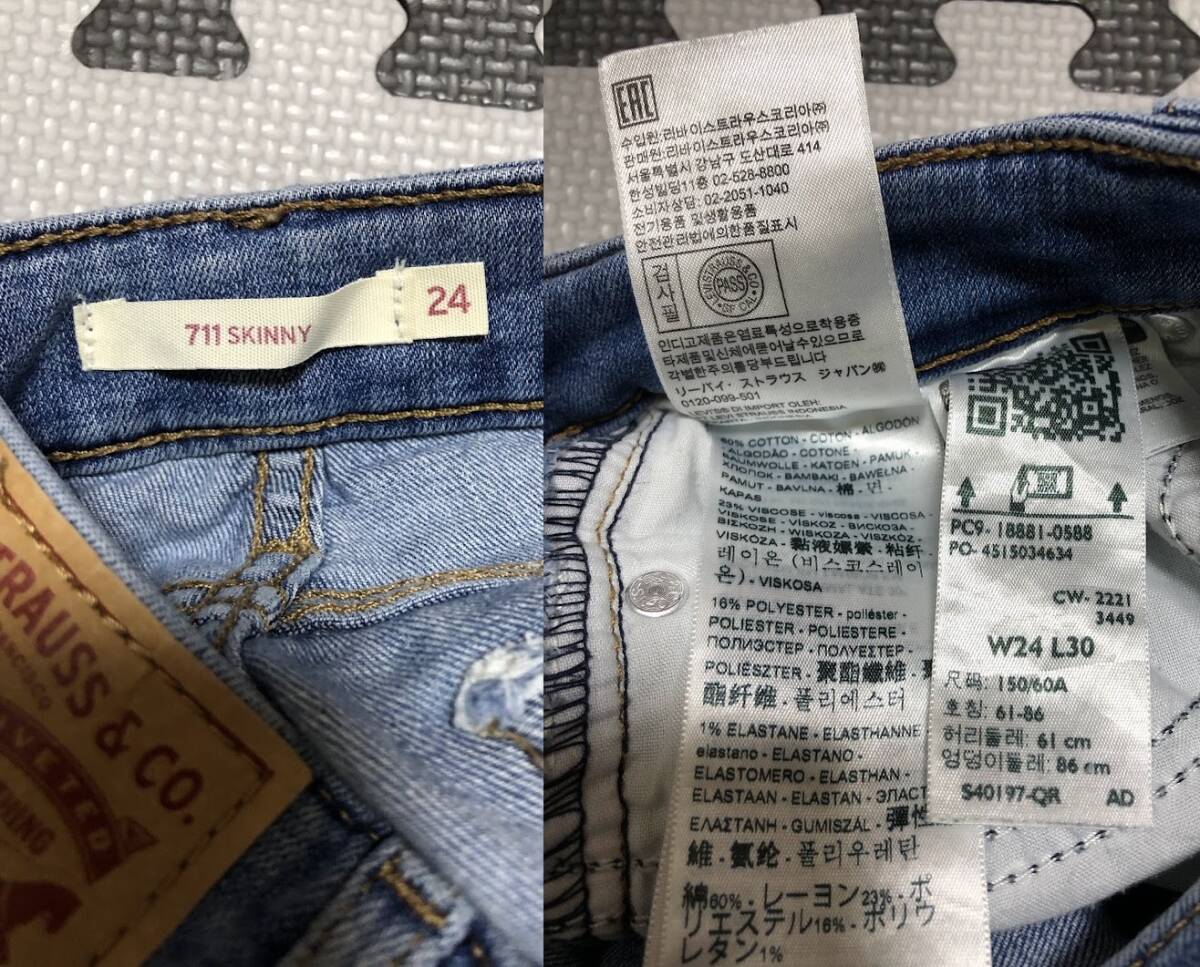 711 SKINNY
24
STRAUSS & CO.
EAC
수입원:리바이스트라우스코리아㈜
판매원:리바이스트라우스코리아㈜
서울특별시 강남구 도산대로 414
한성빌딩11층 02-528-8800
소비자상담: 02-2051-1040
전기용품 및생활용품
안전관리법에의한품질표시
검사필
LEVI STRAUSS & CO
PASS
인디고제품은염료특성으로착용중
타제품및신체에묻어날수있으므로
각별한주의를당부드립니다
リーバイ・ストラウス ジャパン㈱
0120-099-501
LEVI'S DI IMPORT OLEH:
LEVI STRAUSS INDONESIA
60% COTTON - COTON - ALGODÓN
ALGODÃO - COTONE -
BAUMWOLLE - KATOEN - PAMUK -
ХЛОПОК - BAMBAKI - BAWEŁNA -
PAMUT - BAVLNA - 棉 - 면 -
KAPAS
23% VISCOSE - viscosa - VISCOSA -
VISKOSE - VISKOZ - ВИСКОЗА -
VISKÓZA - 黏液嫘縈 - 粘纤 -
레이온 (비스코스레이
온) - VISKOSA
16% POLYESTER - poliéster -
POLIESTER - POLIESTERE -
ПОЛИЭСТЕР - ΠΟΛΥΕΣΤΕΡ -
POLIÉSZTER - 聚酯纖維 - 聚
酯纤维 - 폴리에스터
1% ELASTANE - ELASTHANNE
elastano - ELASTANO -
ELASTOMERO - ELASTHAN -
ELASTAAN - ELASTAN - ЭЛАСТ
ΕΛΑΣΤΑΝΗ - GUMISZÁL - 彈性
維 - 氨纶 - 폴리우레탄
綿60% - レーヨン23% - ポ
リエステル16% - ポリウ
レタン1%
PC9- 18881-0588
PO- 4515034634
CW- 2221
3449
W24 L30
尺码: 150/60A
호칭: 61-86
허리둘레: 61 cm
엉덩이둘레: 86 cm
S40197-QR AD